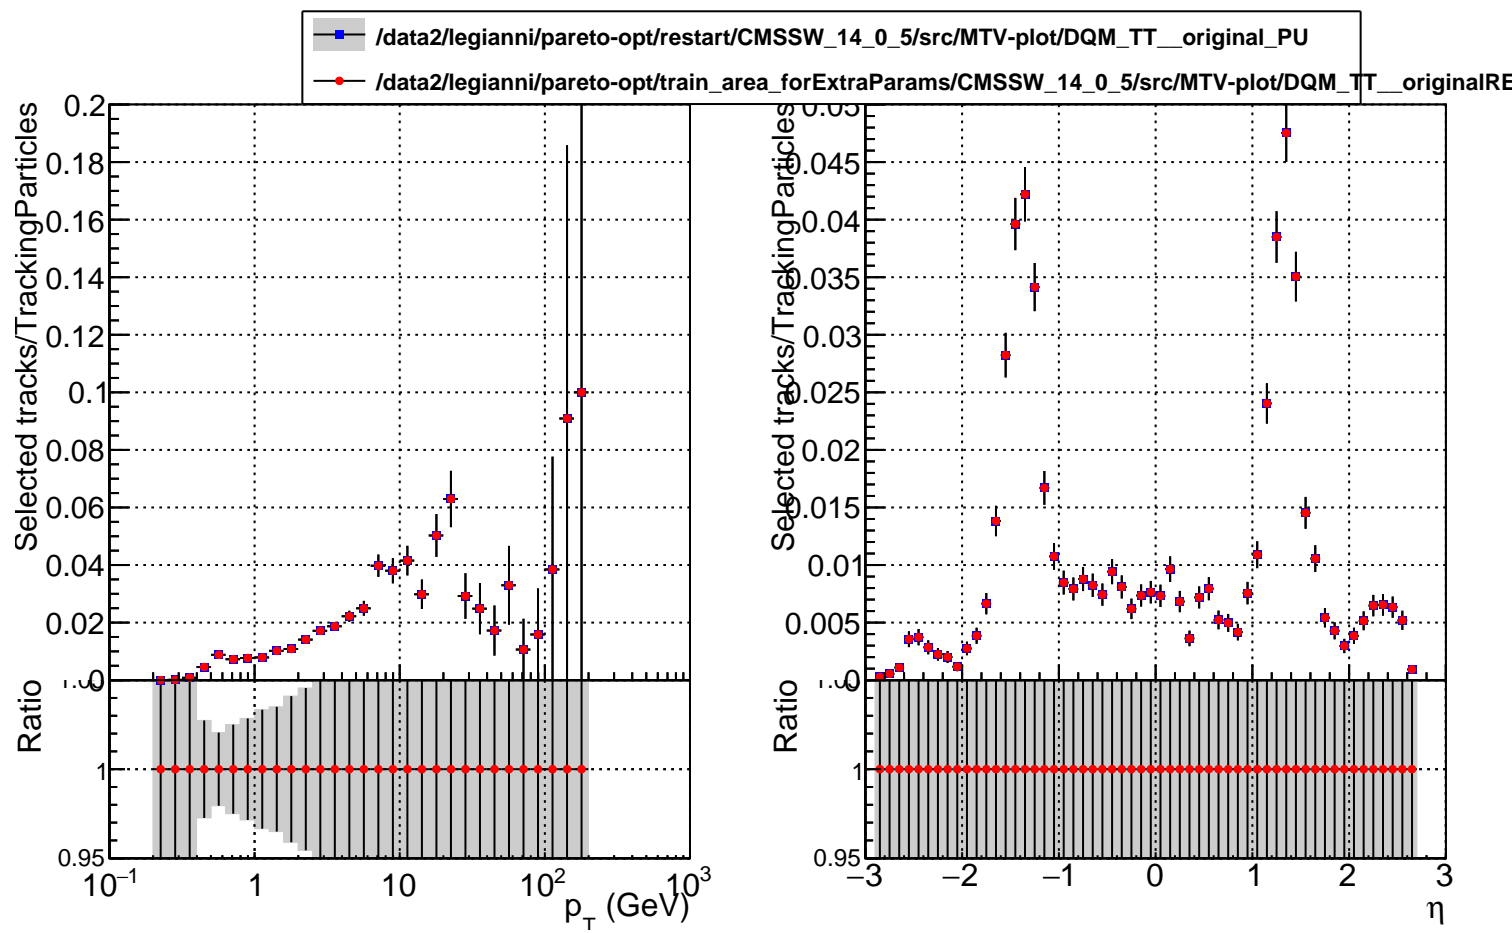 /data2/legianni/pareto-opt/restart/CMSSW_14_0_5/src/MTV-plot/DQM_TT__original_PU
/data2/legianni/pareto-opt/train_area_forExtraParams/CMSSW_14_0_5/src/MTV-plot/DQM_TT__originalRE
Selected tracks/TrackingParticles
0.2
0.18
0.16
0.14
0.12
0.1
0.08
0.06
0.04
0.02
0
Ratio
1
0.95
10⁻¹ 1 10 10² 10³
p_T (GeV)
Selected tracks/TrackingParticles
0.05
0.045
0.04
0.035
0.03
0.025
0.02
0.015
0.01
0.005
0
Ratio
1
0.95
−3 −2 −1 0 1 2 3
η